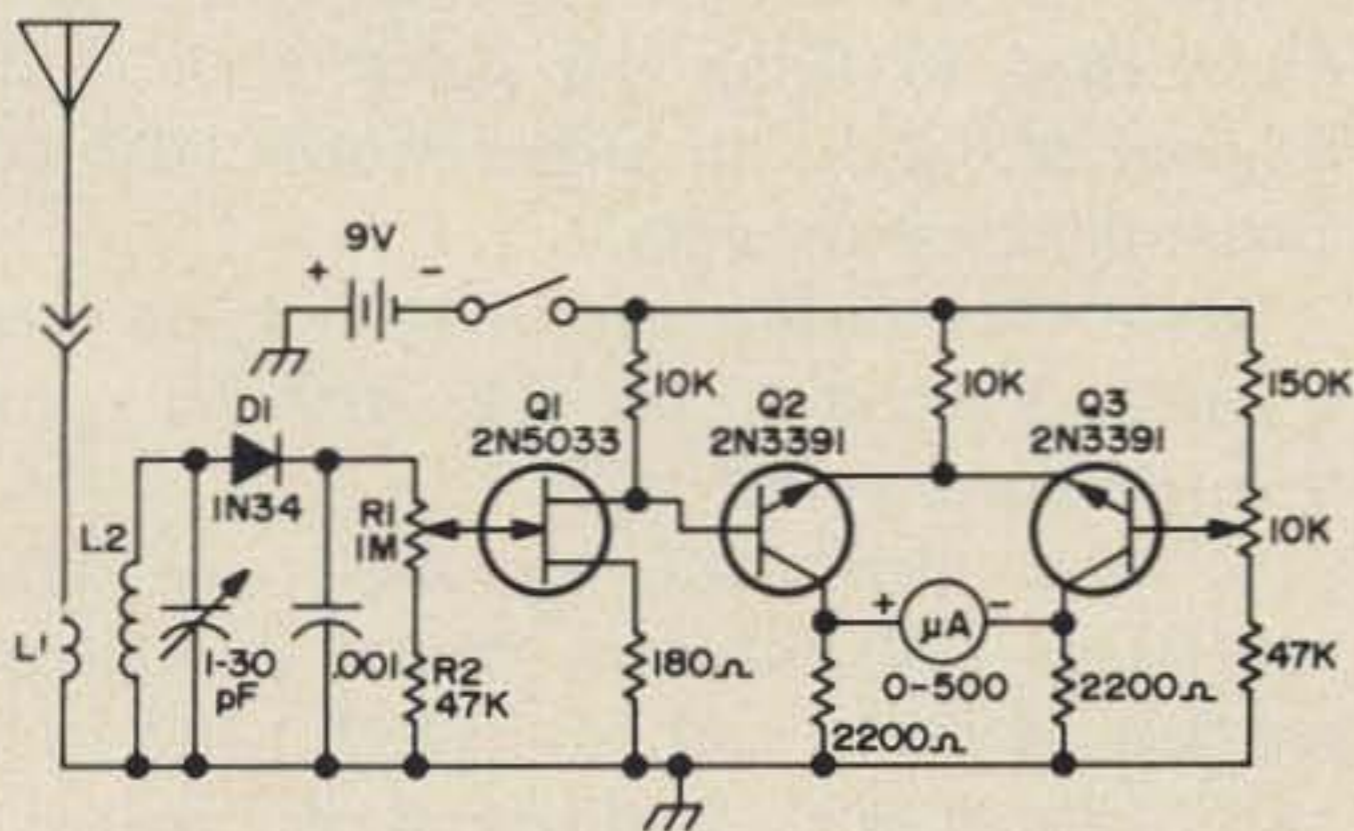 9V
+ -
10K
10K
150K
D1
Q1
2N5033
Q2
2N3391
Q3
2N3391
1N34
R1
1M
10K
L2
+ -
μA
L1
1-30
pF
.001
R2
47K
180Ω
0-500
2200Ω
2200Ω
47K